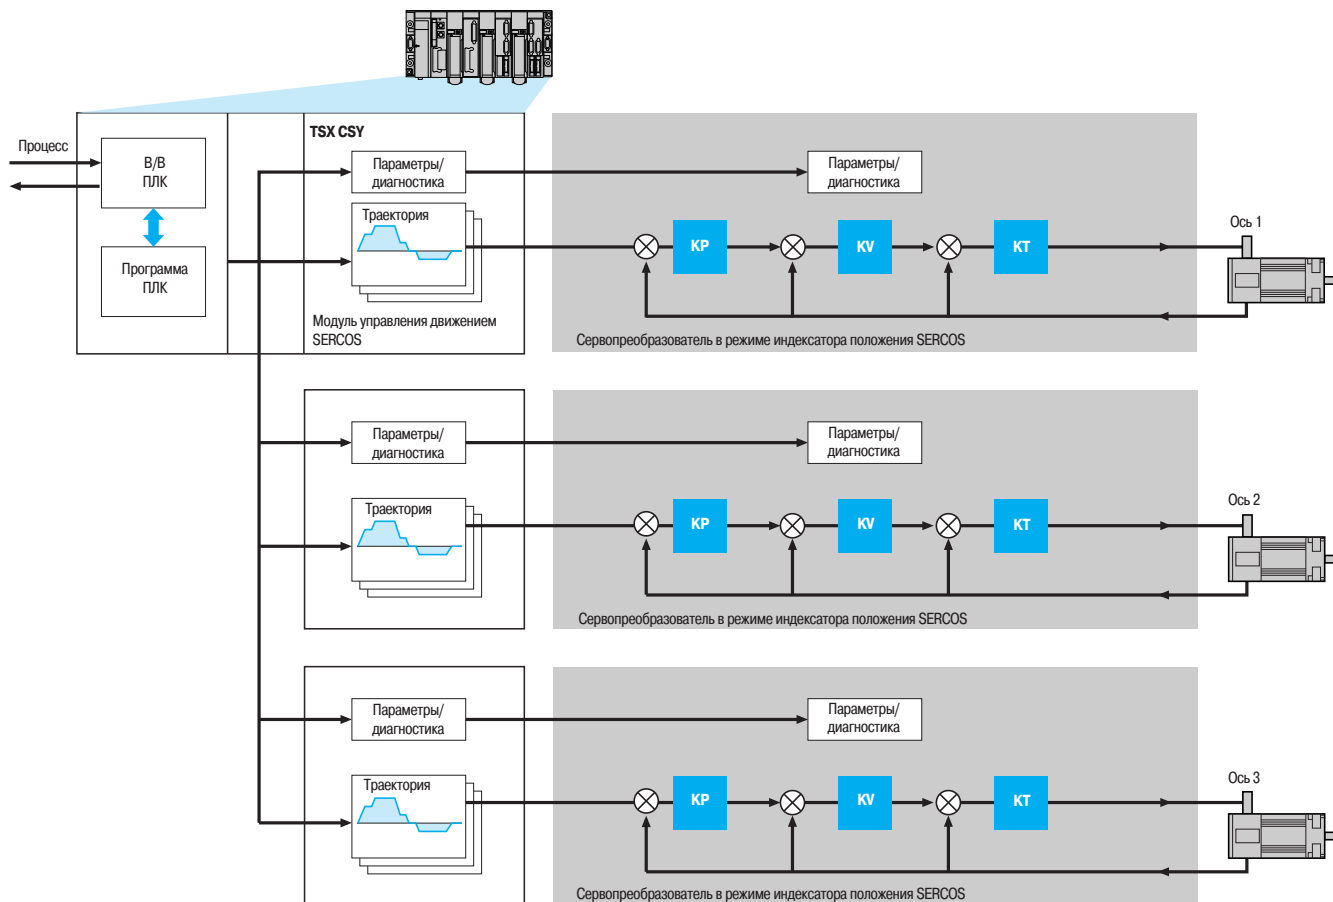 TSX CSY
Процесс
В/В
ПЛК
Программа
ПЛК
Параметры/
диагностика
Траектория
Модуль управления движением
SERCOS
Параметры/
диагностика
KP
KV
KT
Ось 1
Сервопреобразователь в режиме индексатора положения SERCOS
Параметры/
диагностика
Траектория
Параметры/
диагностика
KP
KV
KT
Ось 2
Сервопреобразователь в режиме индексатора положения SERCOS
Параметры/
диагностика
Траектория
Параметры/
диагностика
KP
KV
KT
Ось 3
Сервопреобразователь в режиме индексатора положения SERCOS